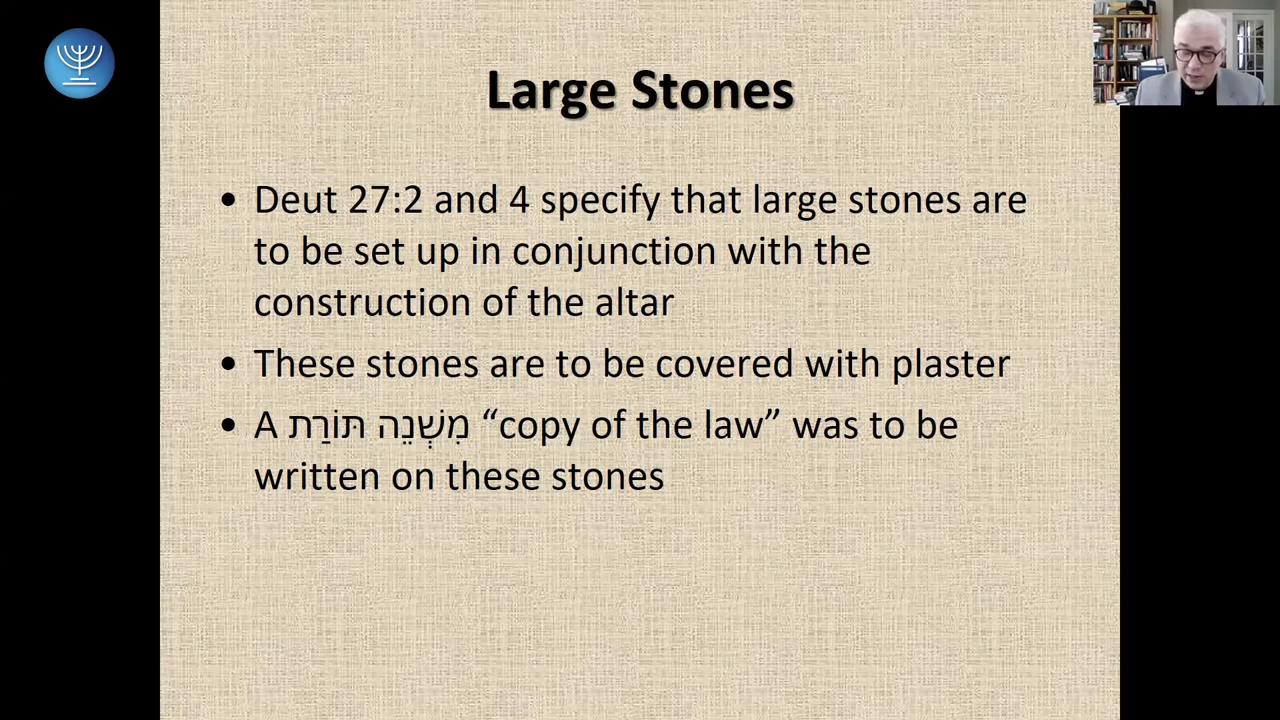 Large Stones
• Deut 27:2 and 4 specify that large stones are
to be set up in conjunction with the
construction of the altar
• These stones are to be covered with plaster
• A מִשְׁנֵה תּוֹרַת “copy of the law” was to be
written on these stones